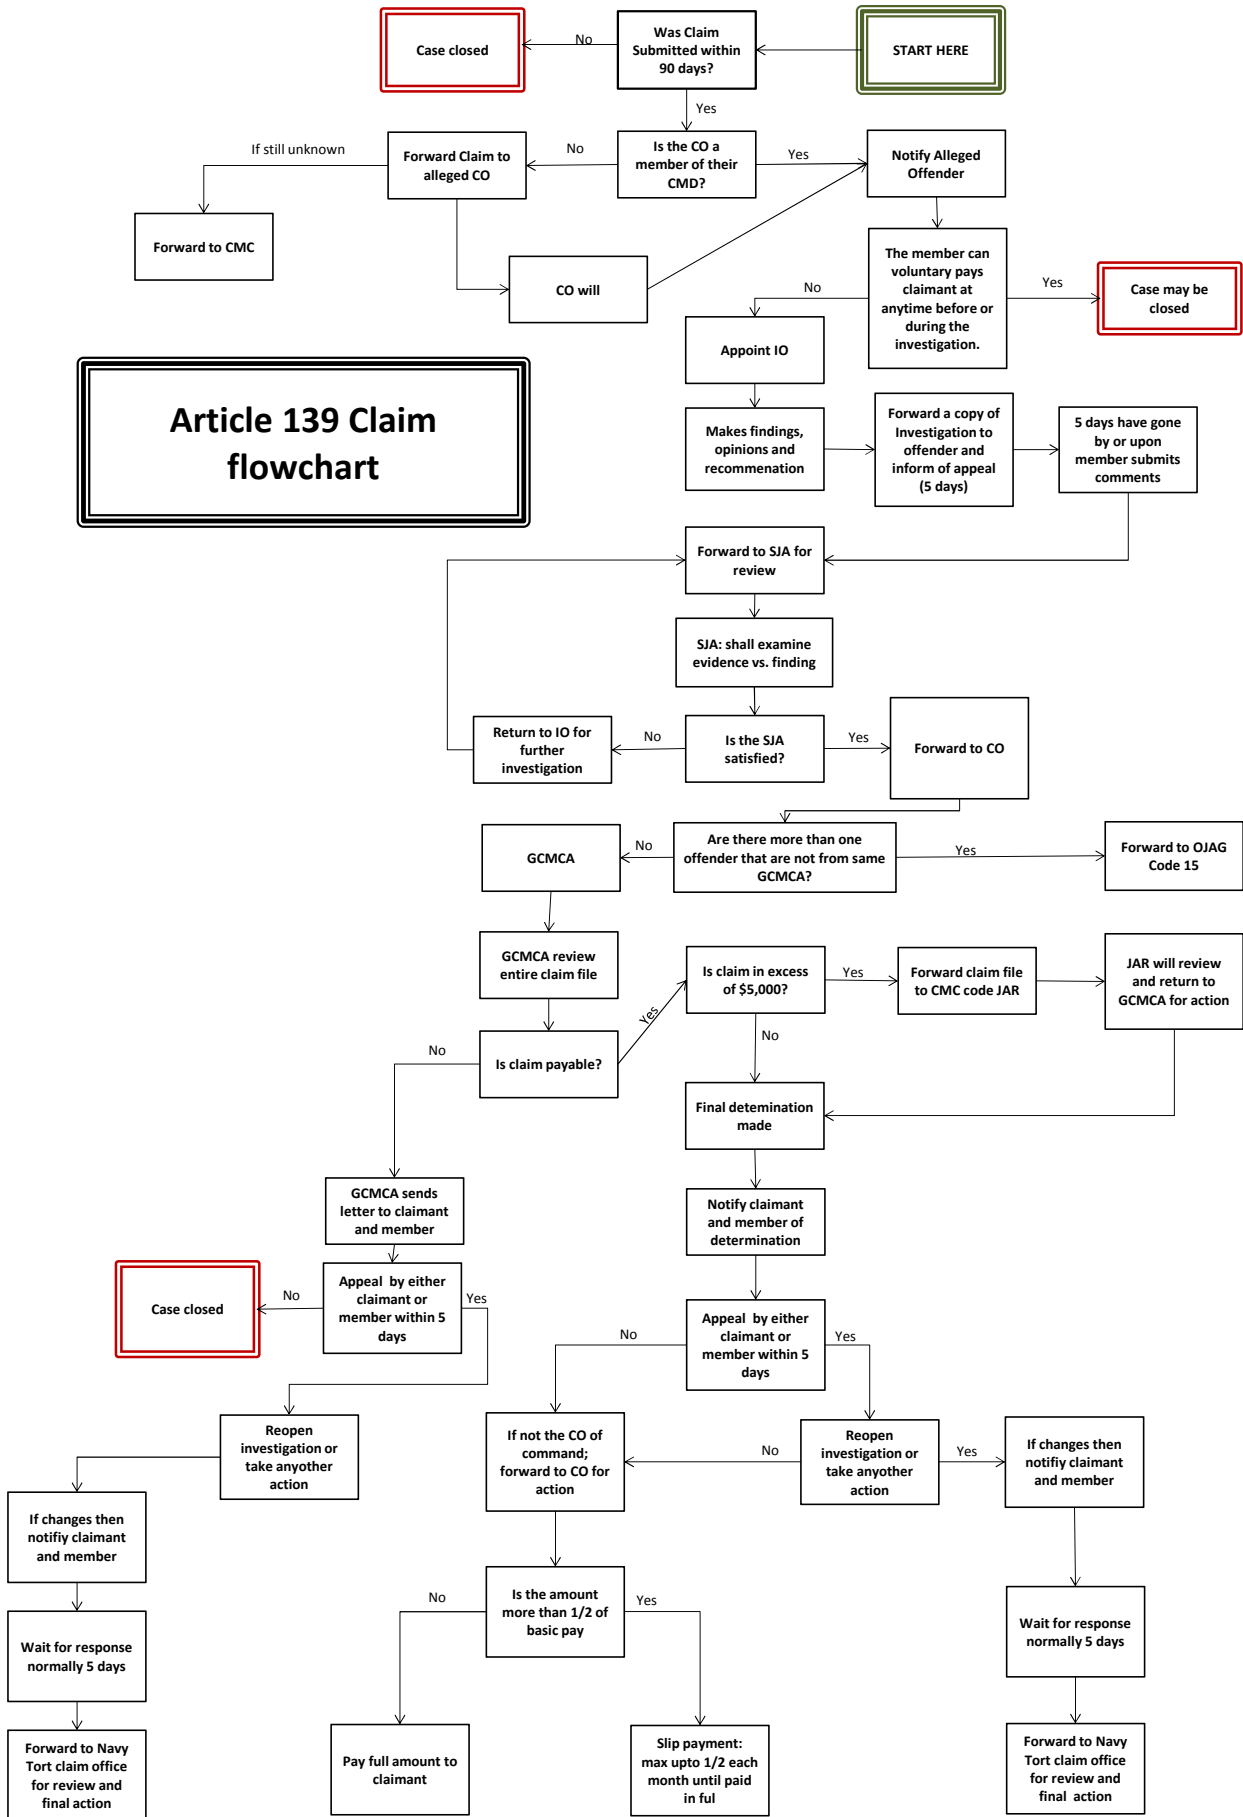 Case closed
No
Was Claim
Submitted within
90 days?
START HERE
Yes
If still unknown
Forward Claim to
alleged CO
No
Is the CO a
member of their
CMD?
Yes
Notify Alleged
Offender
Forward to CMC
CO will
The member can
voluntary pays
claimant at
anytime before or
during the
investigation.
No
Yes
Case may be
closed
Appoint IO
Article 139 Claim
flowchart
Makes findings,
opinions and
recommenation
Forward a copy of
Investigation to
offender and
inform of appeal
(5 days)
5 days have gone
by or upon
member submits
comments
Forward to SJA for
review
SJA: shall examine
evidence vs. finding
Return to IO for
further
investigation
No
Is the SJA
satisfied?
Yes
Forward to CO
GCMCA
No
Are there more than one
offender that are not from same
GCMCA?
Yes
Forward to OJAG
Code 15
GCMCA review
entire claim file
Is claim in excess
of $5,000?
Yes
Forward claim file
to CMC code JAR
JAR will review
and return to
GCMCA for action
Yes
No
No
Is claim payable?
Final detemination
made
GCMCA sends
letter to claimant
and member
Notify claimant
and member of
determination
Case closed
No
Appeal by either
claimant or
member within 5
days
Yes
No
Appeal by either
claimant or
member within 5
days
Yes
Reopen
investigation or
take anyother
action
If not the CO of
command;
forward to CO for
action
No
Reopen
investigation or
take anyother
action
Yes
If changes then
notifiy claimant
and member
If changes then
notifiy claimant
and member
No
Is the amount
more than 1/2 of
basic pay
Yes
Wait for response
normally 5 days
Wait for response
normally 5 days
Forward to Navy
Tort claim office
for review and
final action
Pay full amount to
claimant
Slip payment:
max upto 1/2 each
month until paid
in ful
Forward to Navy
Tort claim office
for review and
final action